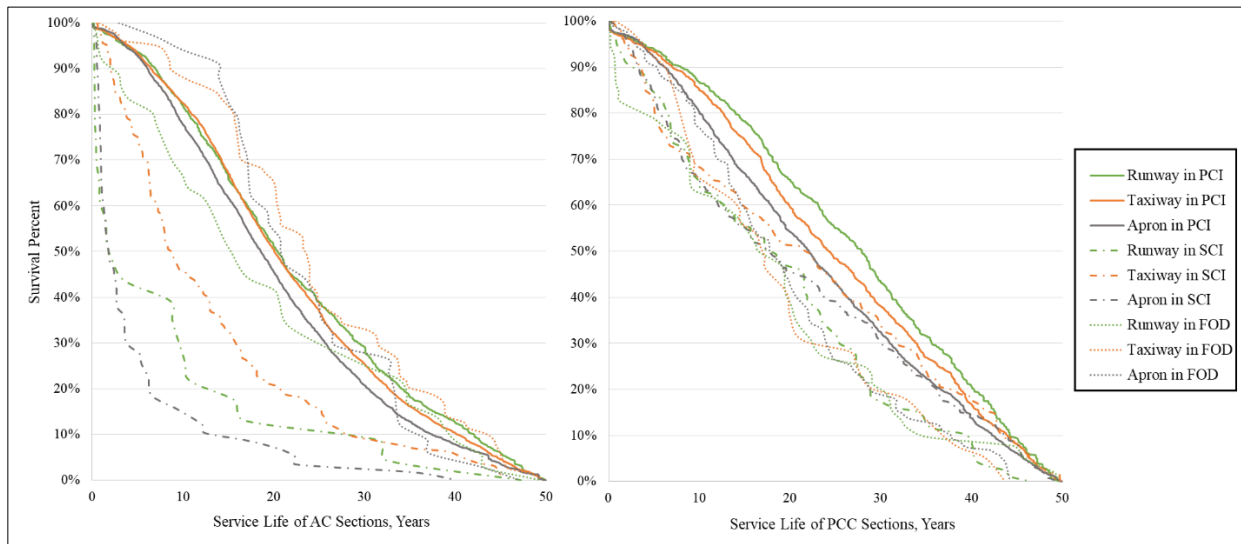 100%
90%
80%
70%
60%
50%
40%
30%
20%
10%
0%
Survival Percent
0
10
20
30
40
50
Service Life of AC Sections, Years
100%
90%
80%
70%
60%
50%
40%
30%
20%
10%
0%
0
10
20
30
40
50
Service Life of PCC Sections, Years
Runway in PCI
Taxiway in PCI
Apron in PCI
Runway in SCI
Taxiway in SCI
Apron in SCI
Runway in FOD
Taxiway in FOD
Apron in FOD